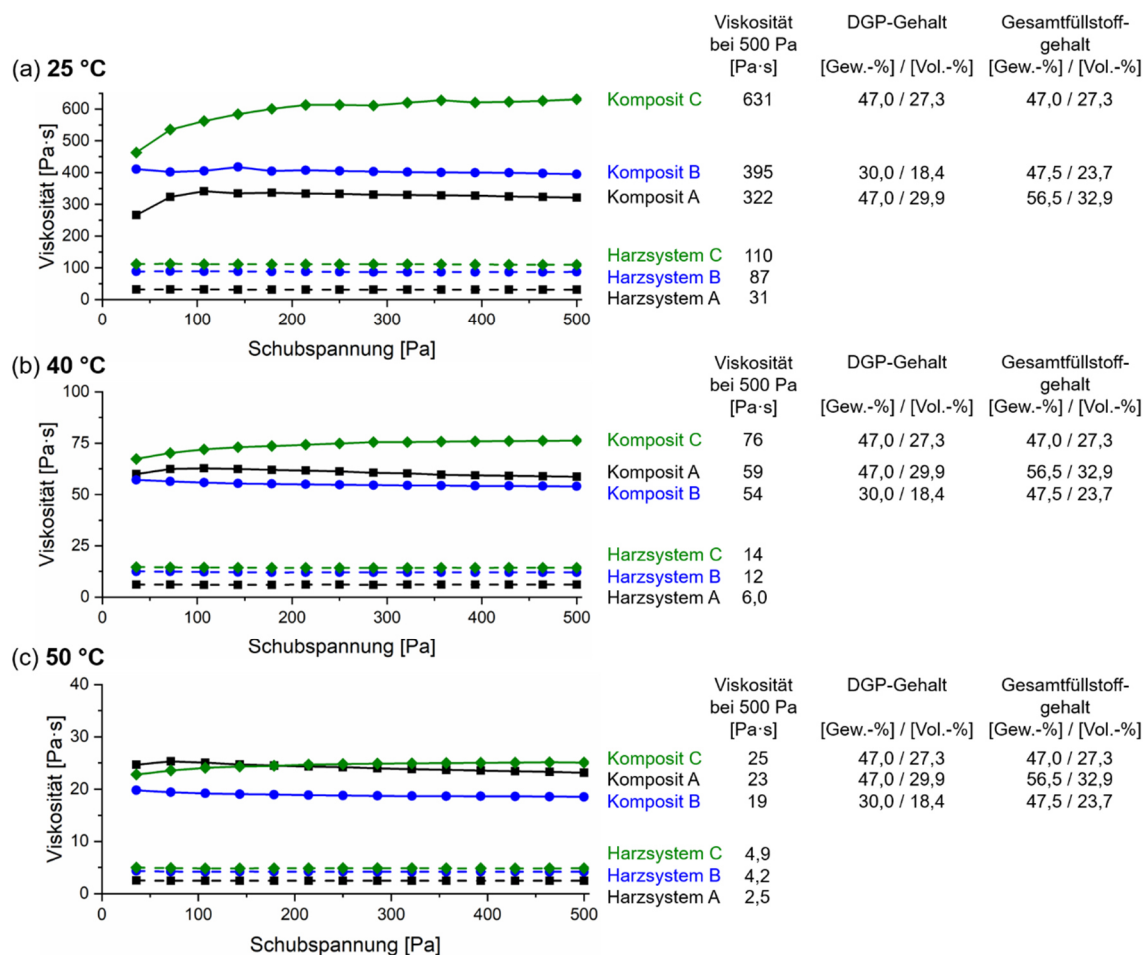 (a) 25 °C
Viskosität bei 500 Pa [Pa·s]
DGP-Gehalt [Gew.-%] / [Vol.-%]
Gesamtfüllstoff-gehalt [Gew.-%] / [Vol.-%]
Viskosität [Pa·s]
600
500
400
300
200
100
0
0 100 200 300 400 500
Schubspannung [Pa]
Komposit C 631 47,0 / 27,3 47,0 / 27,3
Komposit B 395 30,0 / 18,4 47,5 / 23,7
Komposit A 322 47,0 / 29,9 56,5 / 32,9
Harzsystem C 110
Harzsystem B 87
Harzsystem A 31
(b) 40 °C
Viskosität bei 500 Pa [Pa·s]
DGP-Gehalt [Gew.-%] / [Vol.-%]
Gesamtfüllstoff-gehalt [Gew.-%] / [Vol.-%]
Viskosität [Pa·s]
100
75
50
25
0
0 100 200 300 400 500
Schubspannung [Pa]
Komposit C 76 47,0 / 27,3 47,0 / 27,3
Komposit A 59 47,0 / 29,9 56,5 / 32,9
Komposit B 54 30,0 / 18,4 47,5 / 23,7
Harzsystem C 14
Harzsystem B 12
Harzsystem A 6,0
(c) 50 °C
Viskosität bei 500 Pa [Pa·s]
DGP-Gehalt [Gew.-%] / [Vol.-%]
Gesamtfüllstoff-gehalt [Gew.-%] / [Vol.-%]
Viskosität [Pa·s]
40
30
20
10
0
0 100 200 300 400 500
Schubspannung [Pa]
Komposit C 25 47,0 / 27,3 47,0 / 27,3
Komposit A 23 47,0 / 29,9 56,5 / 32,9
Komposit B 19 30,0 / 18,4 47,5 / 23,7
Harzsystem C 4,9
Harzsystem B 4,2
Harzsystem A 2,5